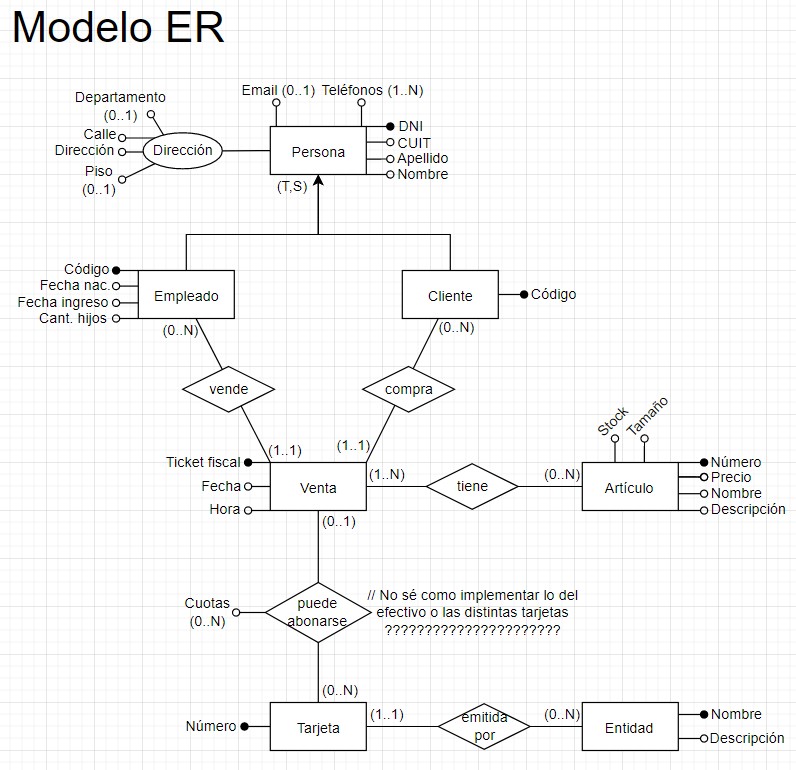 Modelo ER
Email (0..1)
Teléfonos (1..N)
Departamento
(0..1)
Calle
Dirección
Piso
(0..1)
Dirección
Persona
DNI
CUIT
Apellido
Nombre
(T,S)
Código
Fecha nac.
Fecha ingreso
Cant. hijos
Empleado
Cliente
Código
(0..N)
(0..N)
vende
compra
(1..1)
(1..1)
Stock
Tamaño
Ticket fiscal
Fecha
Hora
Venta
(1..N)
tiene
(0..N)
Artículo
Número
Precio
Nombre
Descripción
(0..1)
Cuotas
(0..N)
puede
abonarse
// No sé como implementar lo del
efectivo o las distintas tarjetas
??????????????????????
(0..N)
Número
Tarjeta
(1..1)
emitida
por
(0..N)
Entidad
Nombre
Descripción